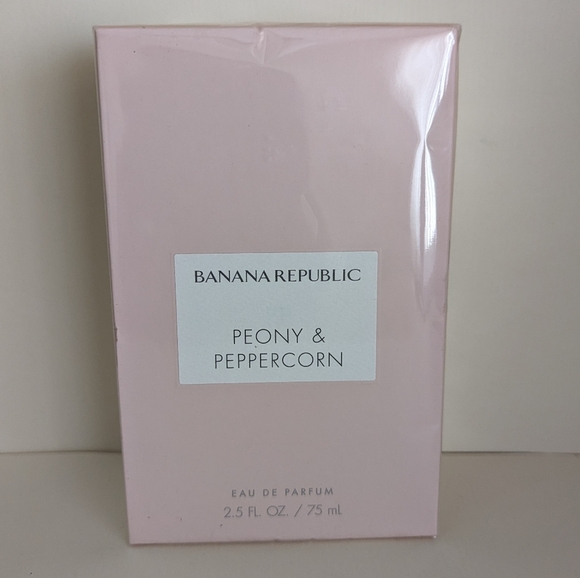 BANANA REPUBLIC
PEONY &
PEPPERCORN
EAU DE PARFUM
2.5 FL. OZ. / 75 mL